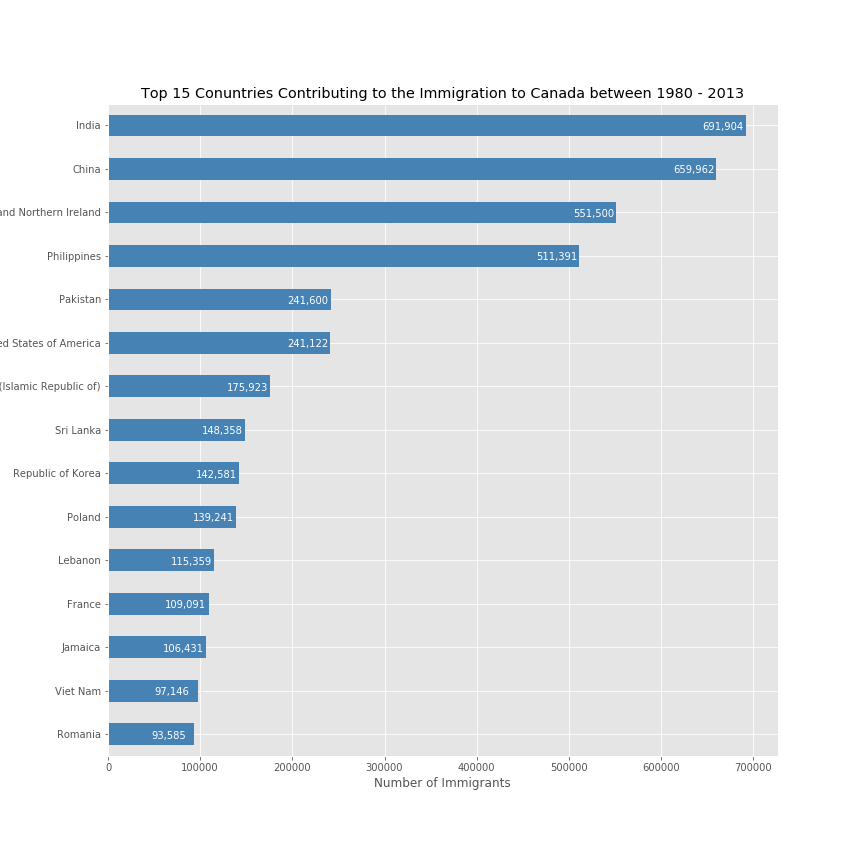 Top 15 Conuntries Contributing to the Immigration to Canada between 1980 - 2013
India 691,904
China 659,962
and Northern Ireland 551,500
Philippines 511,391
Pakistan 241,600
ed States of America 241,122
(Islamic Republic of) 175,923
Sri Lanka 148,358
Republic of Korea 142,581
Poland 139,241
Lebanon 115,359
France 109,091
Jamaica 106,431
Viet Nam 97,146
Romania 93,585
0 100000 200000 300000 400000 500000 600000 700000
Number of Immigrants